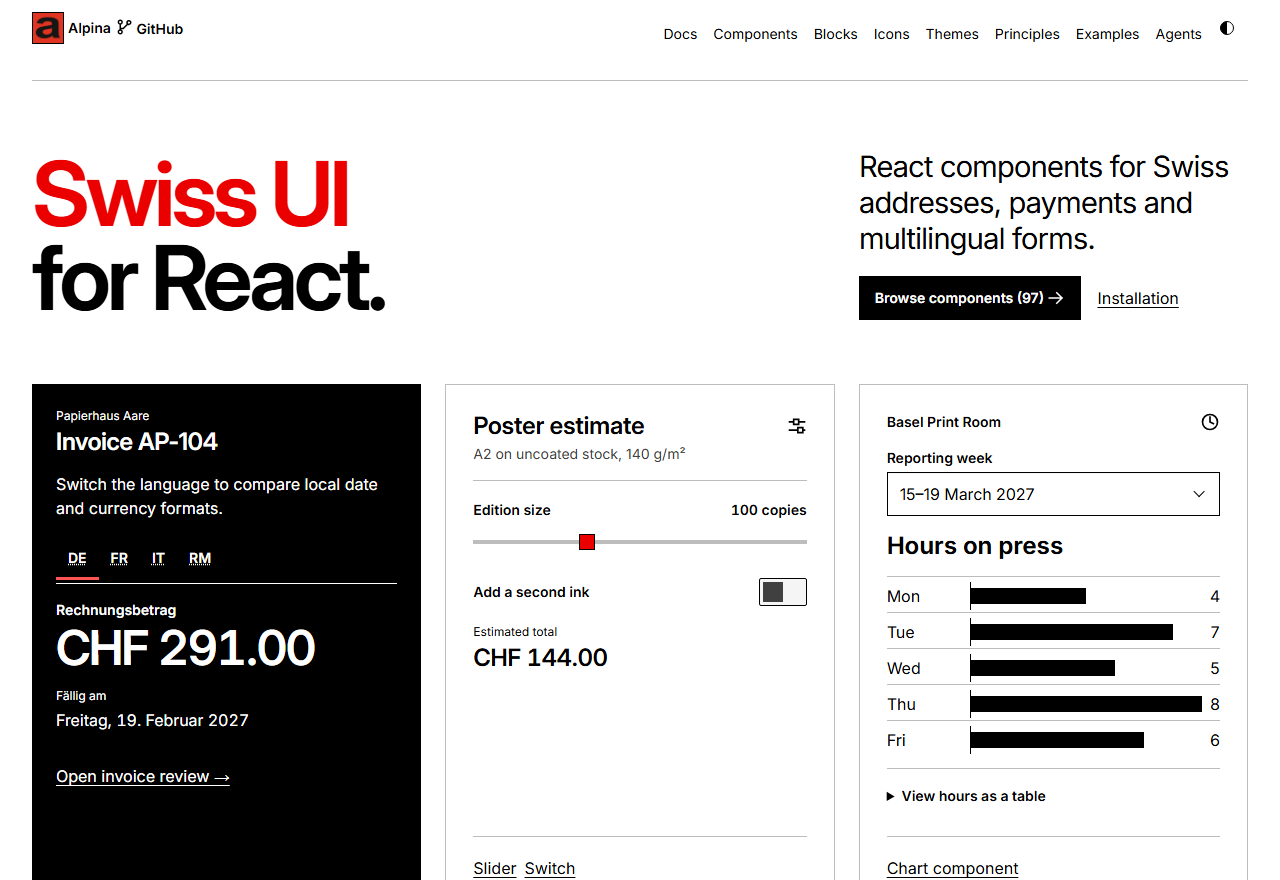 a Alpina GitHub
Docs Components Blocks Icons Themes Principles Examples Agents
Swiss UI
for React.
React components for Swiss
addresses, payments and
multilingual forms.
Browse components (97) →
Installation
Papierhaus Aare
Invoice AP-104
Switch the language to compare local date
and currency formats.
DE FR IT RM
Rechnungsbetrag
CHF 291.00
Fällig am
Freitag, 19. Februar 2027
Open invoice review →
Poster estimate
A2 on uncoated stock, 140 g/m²
Edition size 100 copies
Add a second ink
Estimated total
CHF 144.00
Slider Switch
Basel Print Room
Reporting week
15–19 March 2027
Hours on press
Mon 4
Tue 7
Wed 5
Thu 8
Fri 6
View hours as a table
Chart component